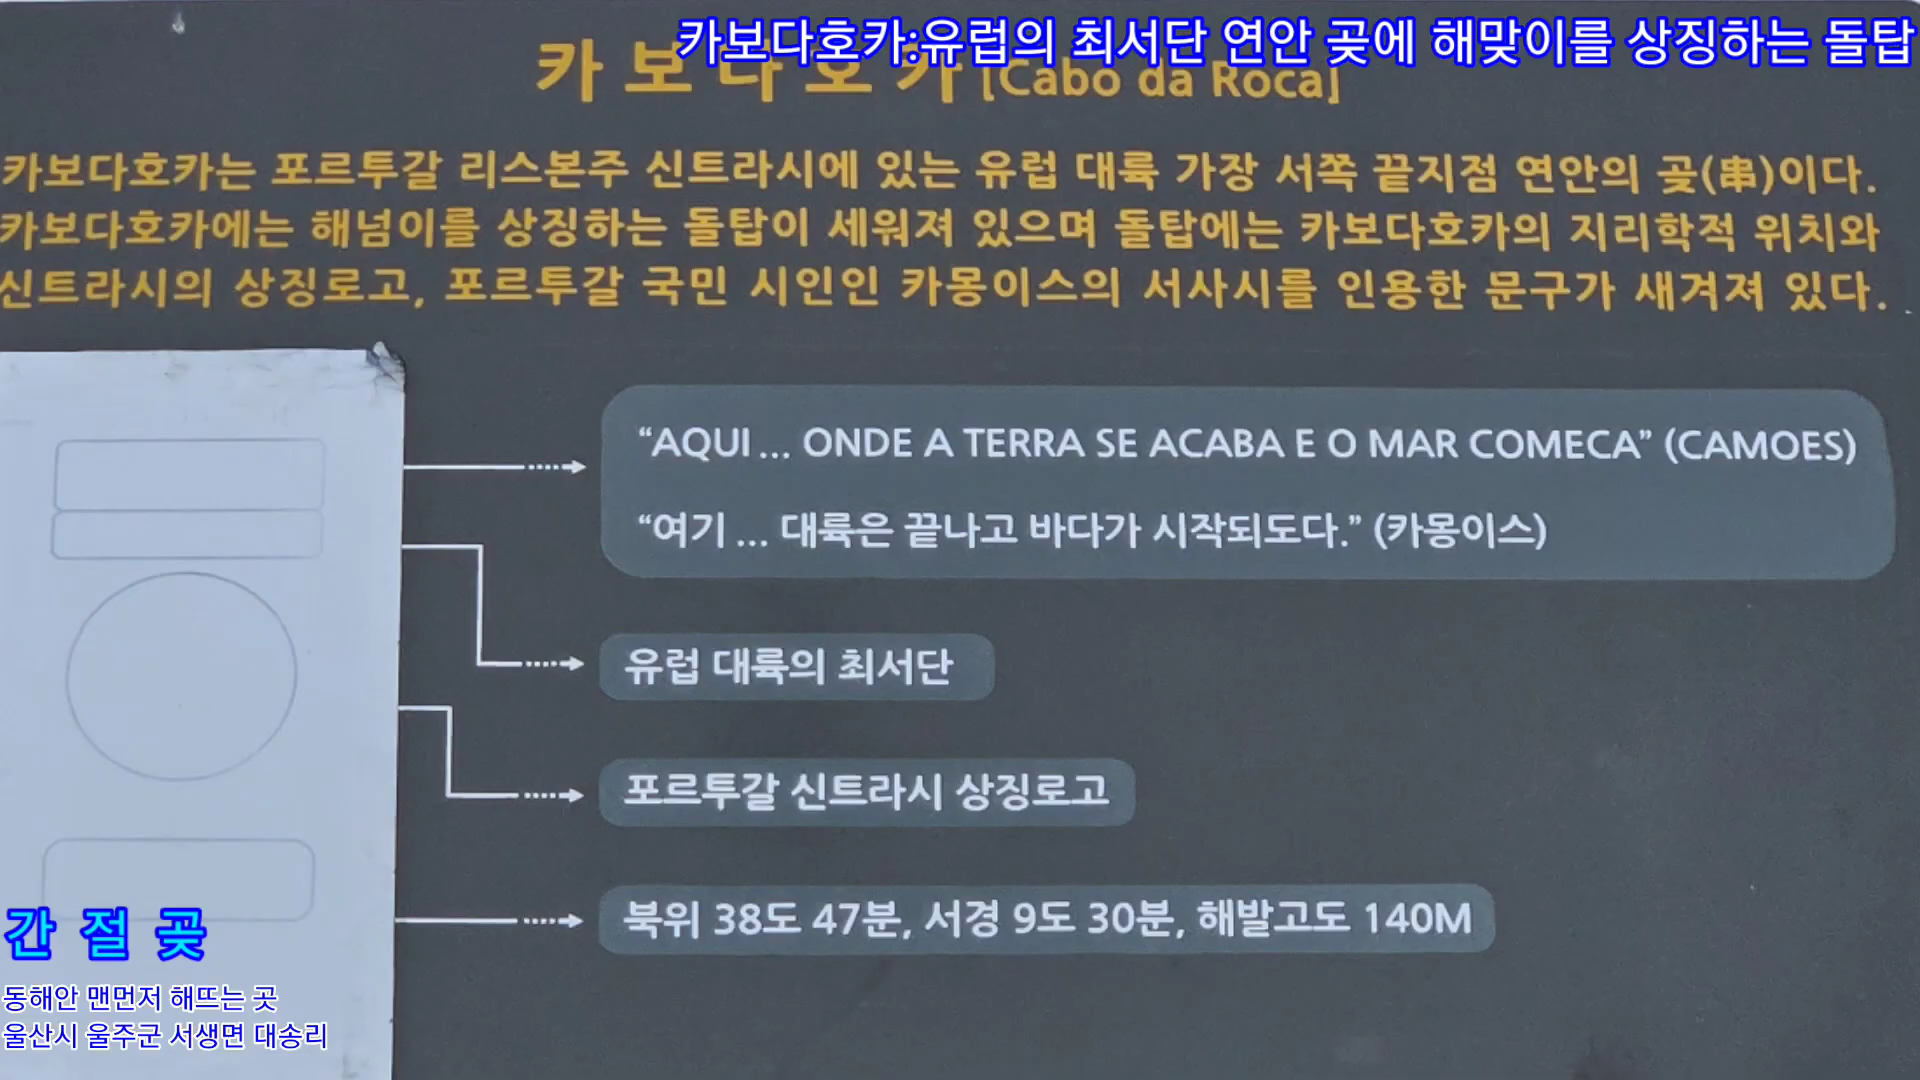 카보다호카:유럽의 최서단 연안 곶에 해맞이를 상징하는 돌탑
카보다호카 [Cabo da Roca]
카보다호카는 포르투갈 리스본주 신트라시에 있는 유럽 대륙 가장 서쪽 끝지점 연안의 곶(串)이다.
카보다호카에는 해넘이를 상징하는 돌탑이 세워져 있으며 돌탑에는 카보다호카의 지리학적 위치와
신트라시의 상징로고, 포르투갈 국민 시인인 카몽이스의 서사시를 인용한 문구가 새겨져 있다.
“AQUI ... ONDE A TERRA SE ACABA E O MAR COMECA” (CAMOES)
“여기 ... 대륙은 끝나고 바다가 시작되도다.” (카몽이스)
유럽 대륙의 최서단
포르투갈 신트라시 상징로고
북위 38도 47분, 서경 9도 30분, 해발고도 140M
간 절 곶
동해안 맨먼저 해뜨는 곳
울산시 울주군 서생면 대송리